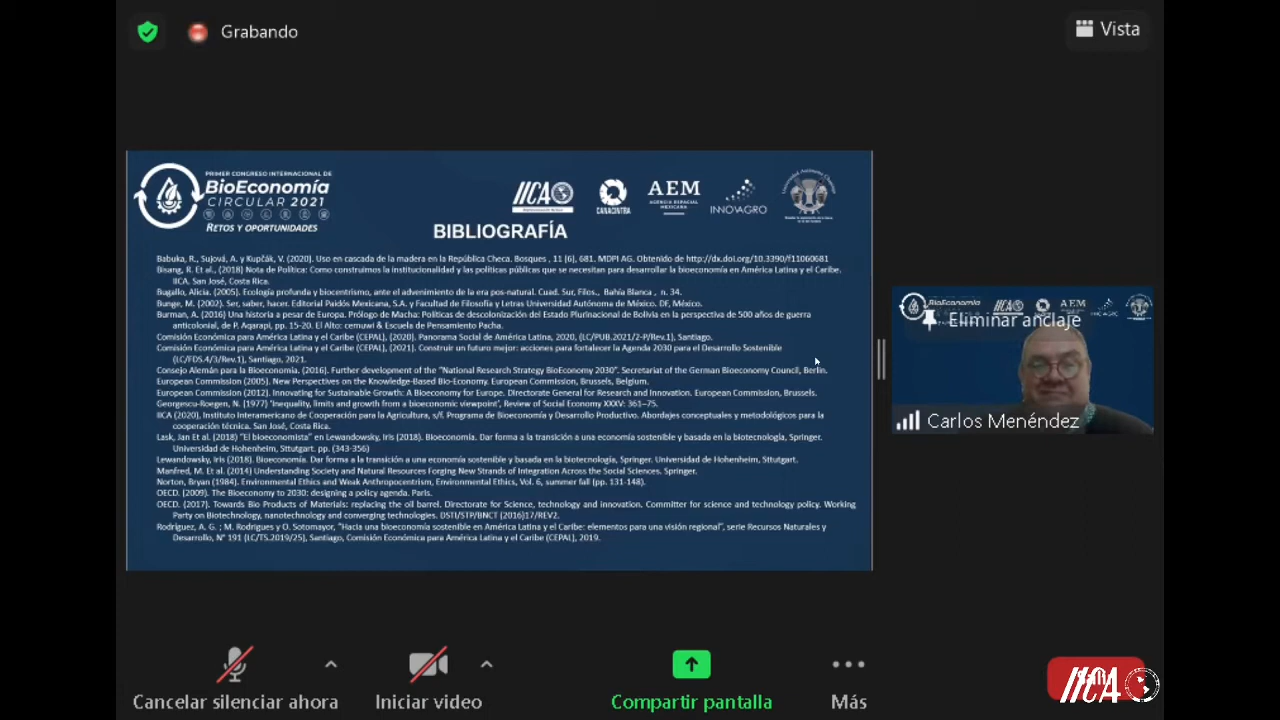 Grabando
Vista
PRIMER CONGRESO INTERNACIONAL DE
BioEconomía
CIRCULAR 2021
RETOS Y OPORTUNIDADES
IICA
CANACINTRA
AEM
AGENCIA ESPACIAL
MEXICANA
INNOVAGRO
BIBLIOGRAFÍA
Babuka, R., Sujová, A. y Kupčák, V. (2020). Uso en cascada de la madera en la República Checa. Bosques , 11 [6], 681. MDPI AG. Obtenido de http://dx.doi.org/10.3390/f11060681
Bisang, R. Et al., (2018) Nota de Política: Como construimos la institucionalidad y las políticas públicas que se necesitan para desarrollar la bioeconomía en América Latina y el Caribe.
IICA. San José, Costa Rica.
Bugallo, Alicia. (2005). Ecología profunda y biocentrismo, ante el advenimiento de la era pos-natural. Cuad. Sur, Filos., Bahía Blanca , n. 34.
Bunge, M. (2002). Ser, saber, hacer. Editorial Paidós Mexicana, S.A. y Facultad de Filosofía y Letras Universidad Autónoma de México. DF, México.
Burman, A. (2016) Una historia a pesar de Europa. Prólogo de Macha: Políticas de descolonización del Estado Plurinacional de Bolivia en la perspectiva de 500 años de guerra
anticolonial, de P. Aqarapi, pp. 15-20. El Alto: cemuwi & Escuela de Pensamiento Pacha.
Comisión Económica para América Latina y el Caribe (CEPAL), (2020). Panorama Social de América Latina, 2020, (LC/PUB.2021/2-P/Rev.1), Santiago.
Comisión Económica para América Latina y el Caribe (CEPAL), (2021). Construir un futuro mejor: acciones para fortalecer la Agenda 2030 para el Desarrollo Sostenible
(LC/FDS.4/3/Rev.1), Santiago, 2021.
Consejo Alemán para la Bioeconomía. (2016). Further development of the “National Research Strategy BioEconomy 2030”. Secretariat of the German Bioeconomy Council, Berlin.
European Commission (2005). New Perspectives on the Knowledge-Based Bio-Economy. European Commission, Brussels, Belgium.
European Commission (2012). Innovating for Sustainable Growth: A Bioeconomy for Europe. Directorate General for Research and Innovation. European Commission, Brussels.
Georgencu-Roegen, N. (1977) ‘Inequality, limits and growth from a bioeconomic viewpoint’, Review of Social Economy XXXV: 361–75.
IICA (2020), Instituto Interamericano de Cooperación para la Agricultura, s/f. Programa de Bioeconomía y Desarrollo Productivo. Abordajes conceptuales y metodológicos para la
cooperación técnica. San José, Costa Rica.
Lask, Jan Et al. (2018) “El bioeconomista” en Lewandowsky, Iris (2018). Bioeconomía. Dar forma a la transición a una economía sostenible y basada en la biotecnología, Springer.
Universidad de Hohenheim, Sttutgart. pp. (343-356)
Lewandowsky, Iris (2018). Bioeconomía. Dar forma a la transición a una economía sostenible y basada en la biotecnología, Springer. Universidad de Hohenheim, Sttutgart.
Manfred, M. Et al. (2014) Understanding Society and Natural Resources Forging New Strands of Integration Across the Social Sciences. Springer.
Norton, Bryan (1984). Environmental Ethics and Weak Anthropocentrism, Environmental Ethics, Vol. 6, summer fall (pp. 131-148).
OECD. (2009). The Bioeconomy to 2030: designing a policy agenda. Paris.
OECD. (2017). Towards Bio Products of Materials: replacing the oil barrel. Directorate for Science, technology and innovation. Committer for science and technology policy. Working
Party on Biotechnology, nanotechnology and converging technologies. DSTI/STP/BNCT (2016)17/REV2.
Rodríguez, A. G. ; M. Rodrigues y O. Sotomayor, “Hacia una bioeconomía sostenible en América Latina y el Caribe: elementos para una visión regional”, serie Recursos Naturales y
Desarrollo, N° 191 (LC/TS.2019/25), Santiago, Comisión Económica para América Latina y el Caribe (CEPAL), 2019.
BioEconomía
IICA
AEM
Eliminar anclaje
Carlos Menéndez
Cancelar silenciar ahora
Iniciar video
Compartir pantalla
Más
IICA